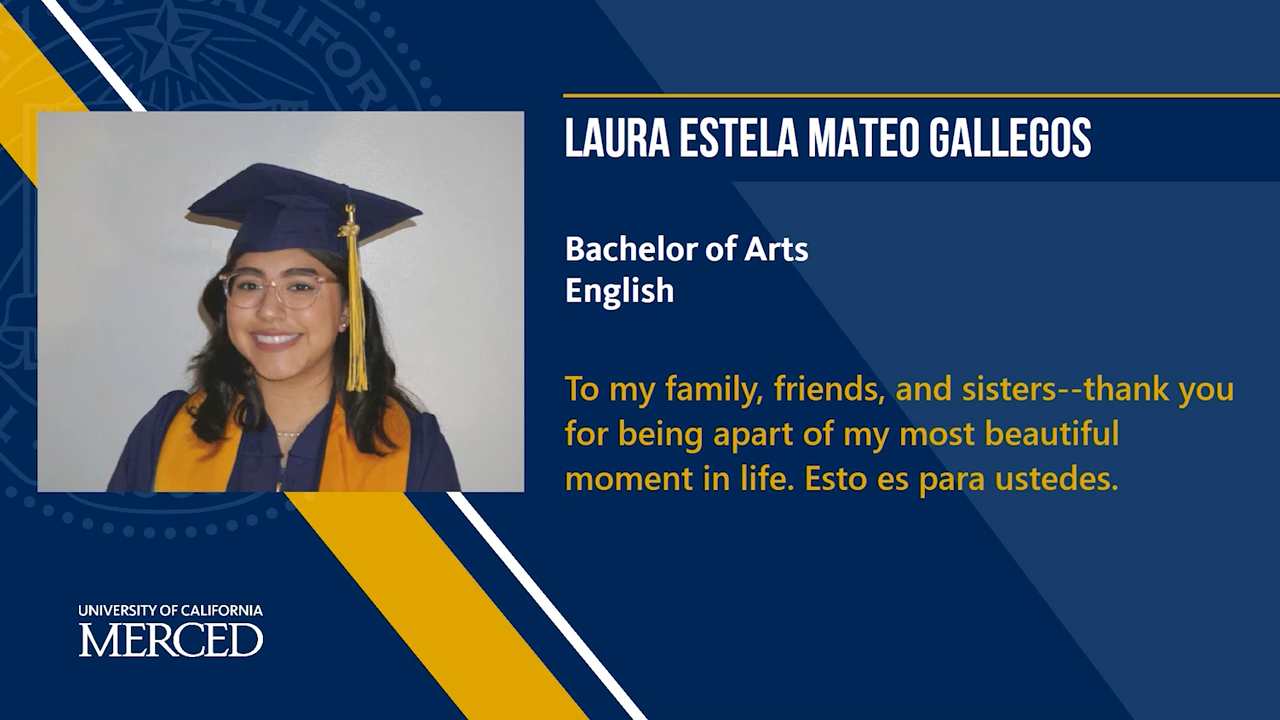 LAURA ESTELA MATEO GALLEGOS
Bachelor of Arts
English
To my family, friends, and sisters--thank you
for being apart of my most beautiful
moment in life. Esto es para ustedes.
UNIVERSITY OF CALIFORNIA
MERCED